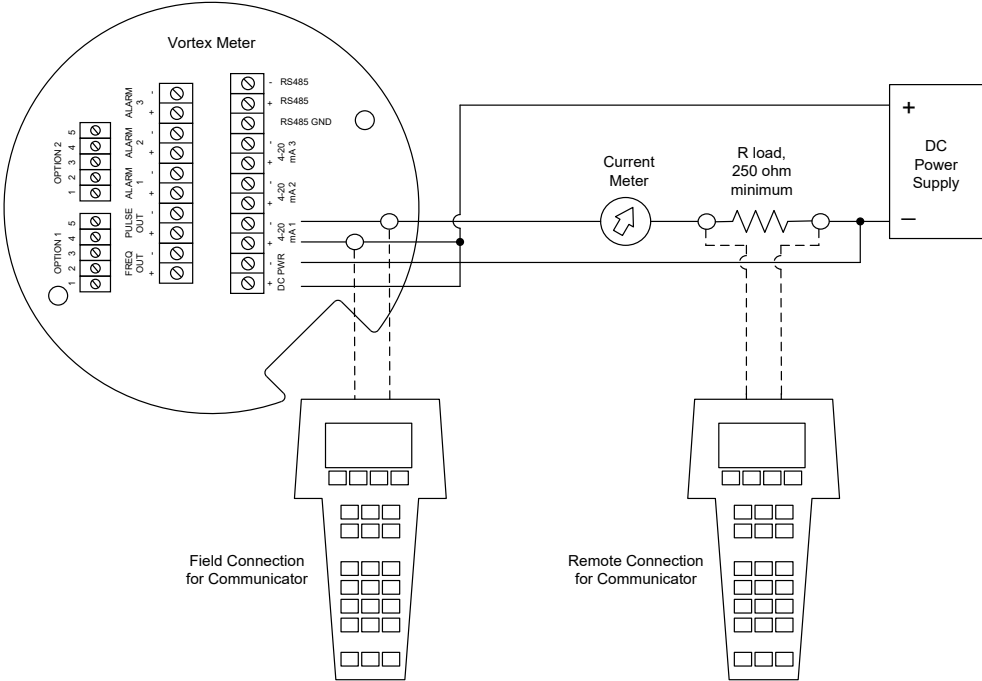 Vortex Meter
- RS485
+ RS485
RS485 GND
- 4-20
+ mA 3
- 4-20
+ mA 2
- 4-20
+ mA 1
- DC PWR
+
ALARM
3
- +
ALARM
2
- +
ALARM
1
- +
PULSE
OUT
- +
FREQ
OUT
- +
OPTION 2
5
4
3
2
1
OPTION 1
5
4
3
2
1
Current
Meter
R load,
250 ohm
minimum
+
DC
Power
Supply
–
Field Connection
for Communicator
Remote Connection
for Communicator